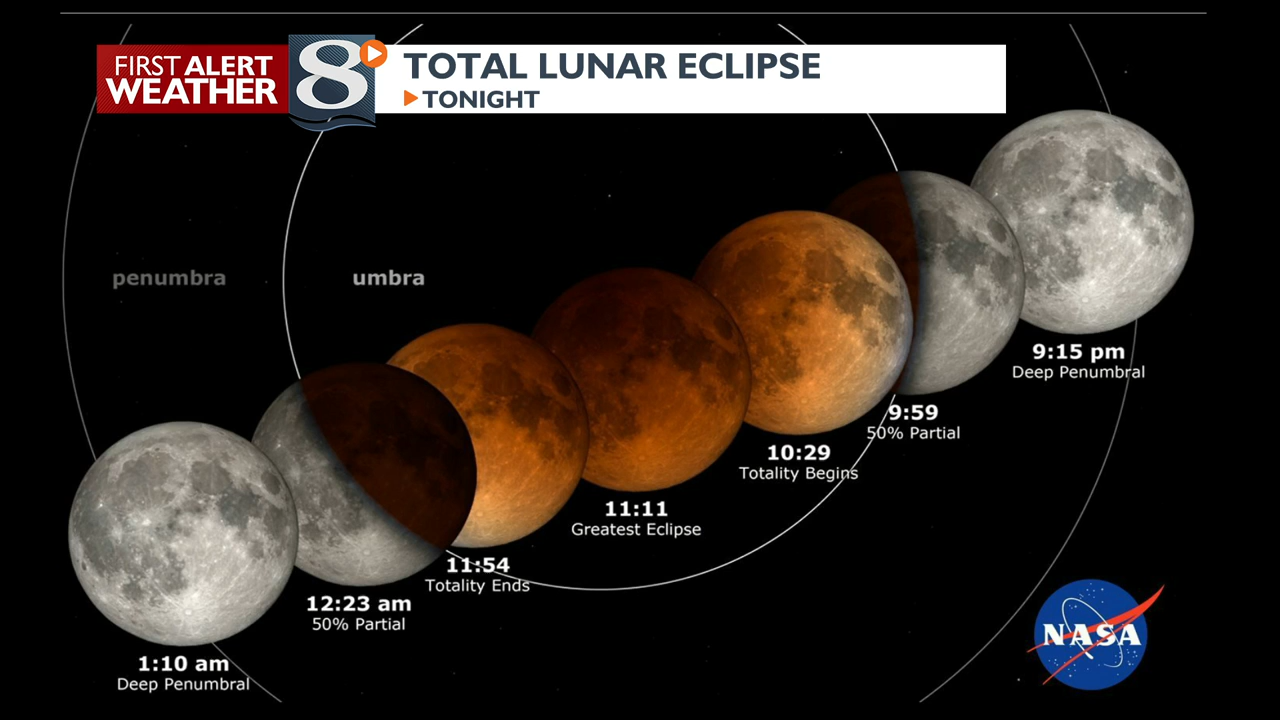 FIRST ALERT
WEATHER
8
TOTAL LUNAR ECLIPSE
TONIGHT
penumbra
umbra
9:15 pm
Deep Penumbral
9:59
50% Partial
10:29
Totality Begins
11:11
Greatest Eclipse
11:54
Totality Ends
12:23 am
50% Partial
1:10 am
Deep Penumbral
NASA